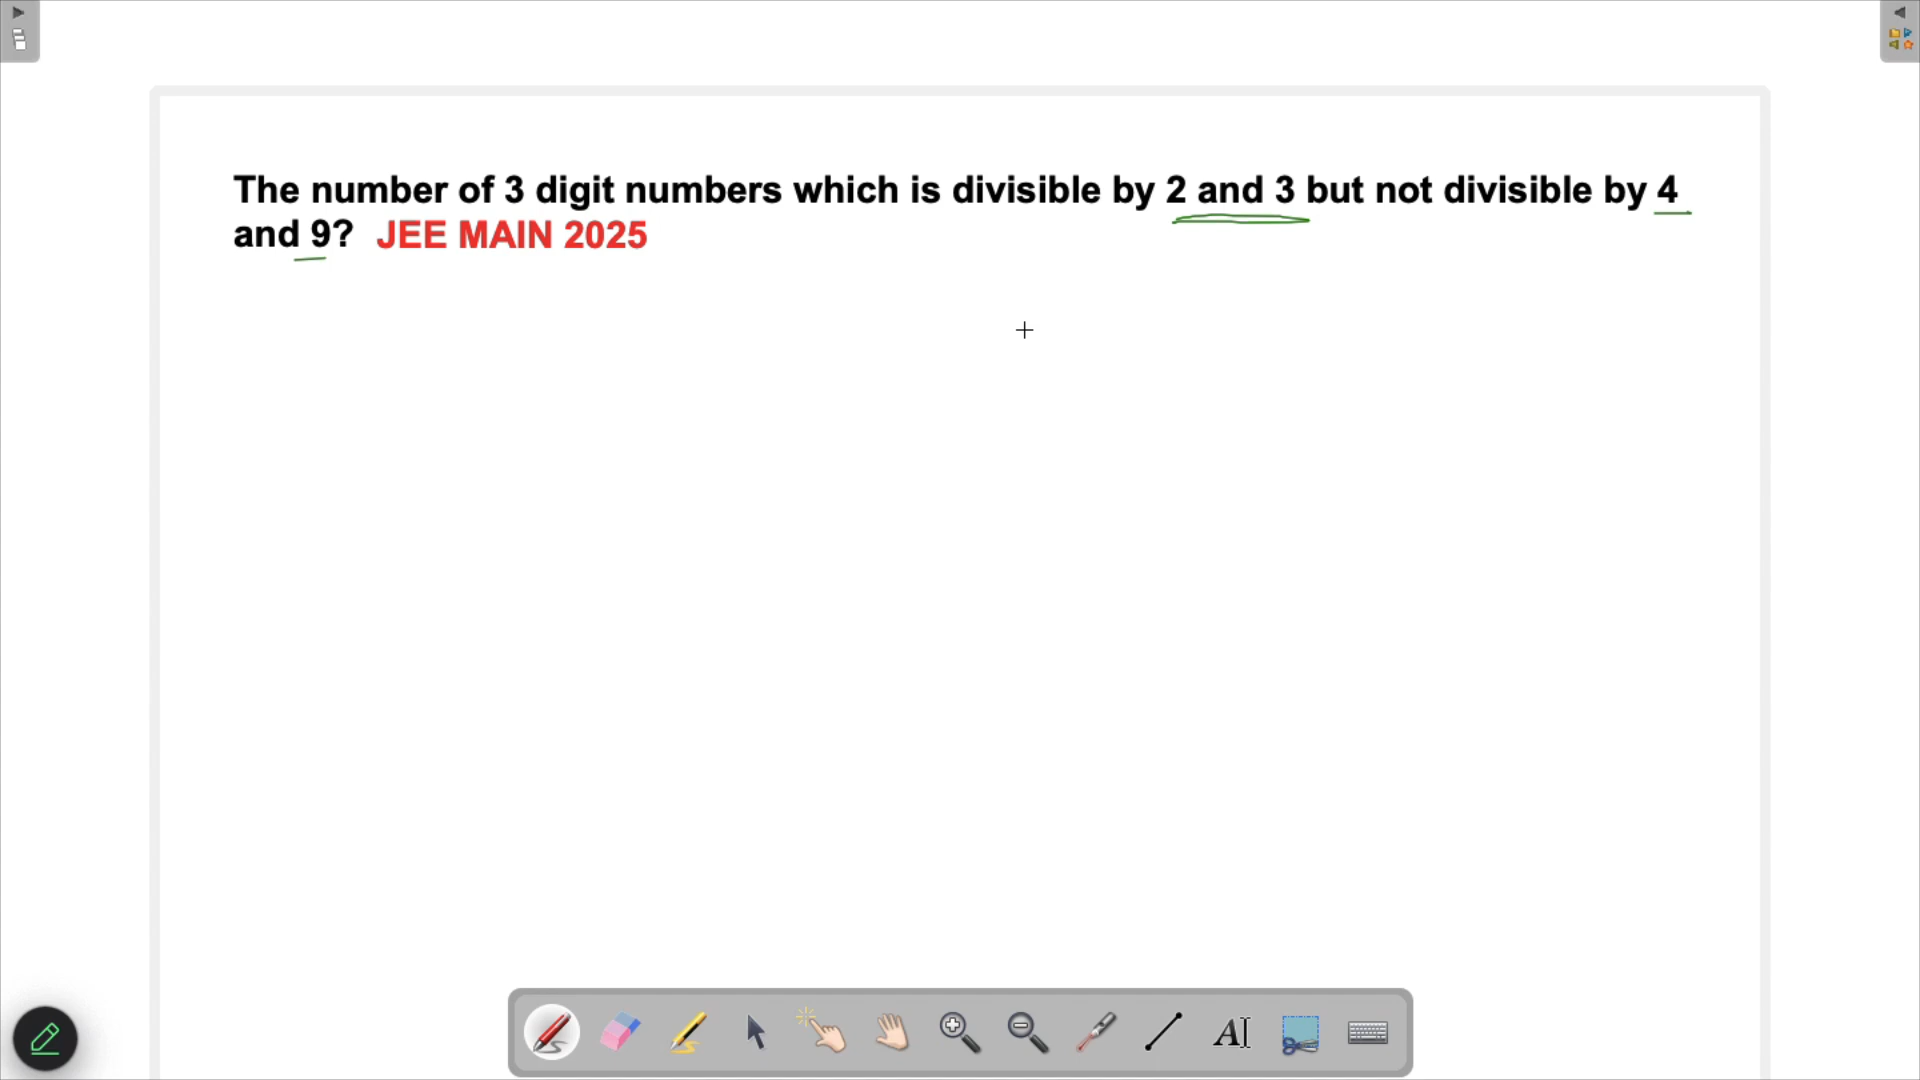 The number of 3 digit numbers which is divisible by 2 and 3 but not divisible by 4
and 9? JEE MAIN 2025